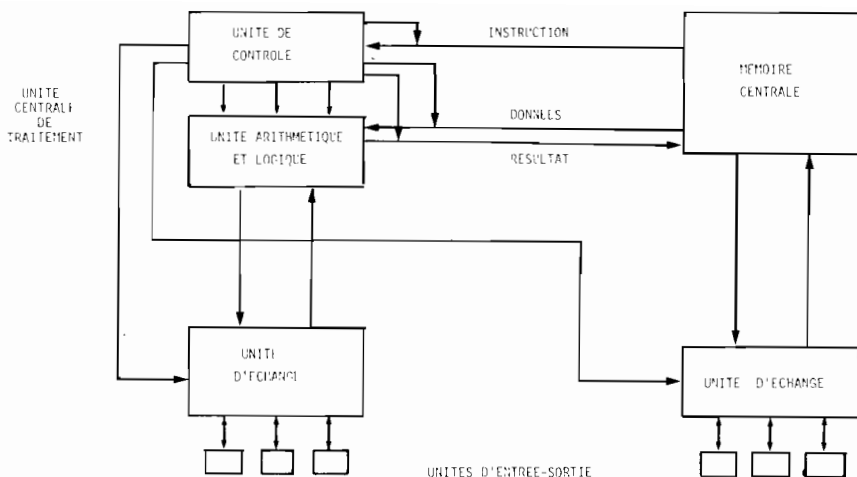 UNITE DE
CONTROLE
INSTRUCTION
MEMOIRE
CENTRALE
UNITE
CENTRALE
DE
TRAITEMENT
DONNEES
UNITE ARITHMETIQUE
ET LOGIQUE
RESULTAT
UNITE
D'ECHANGE
UNITE D'ECHANGE
UNITES D'ENTREE-SORTIE